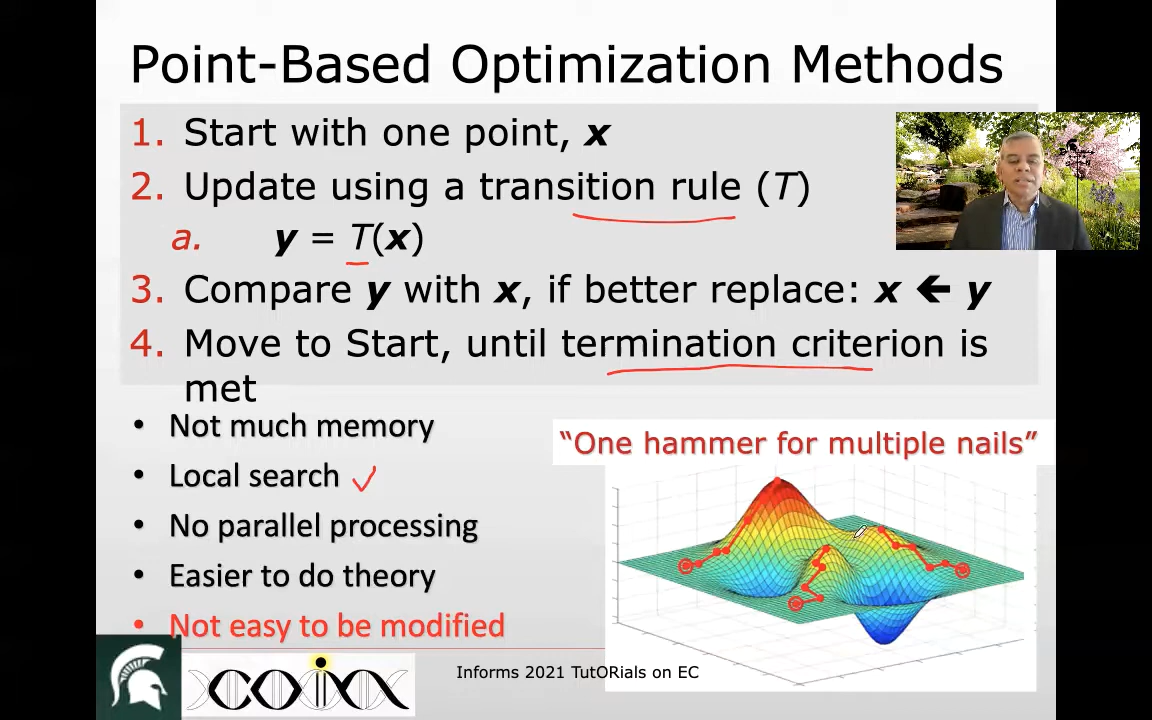 Point-Based Optimization Methods
1. Start with one point, x
2. Update using a transition rule (T)
a. y = T(x)
3. Compare y with x, if better replace: x 🡸 y
4. Move to Start, until termination criterion is
met
• Not much memory
• Local search
• No parallel processing
• Easier to do theory
• Not easy to be modified
“One hammer for multiple nails”
COIN
Informs 2021 TutORials on EC